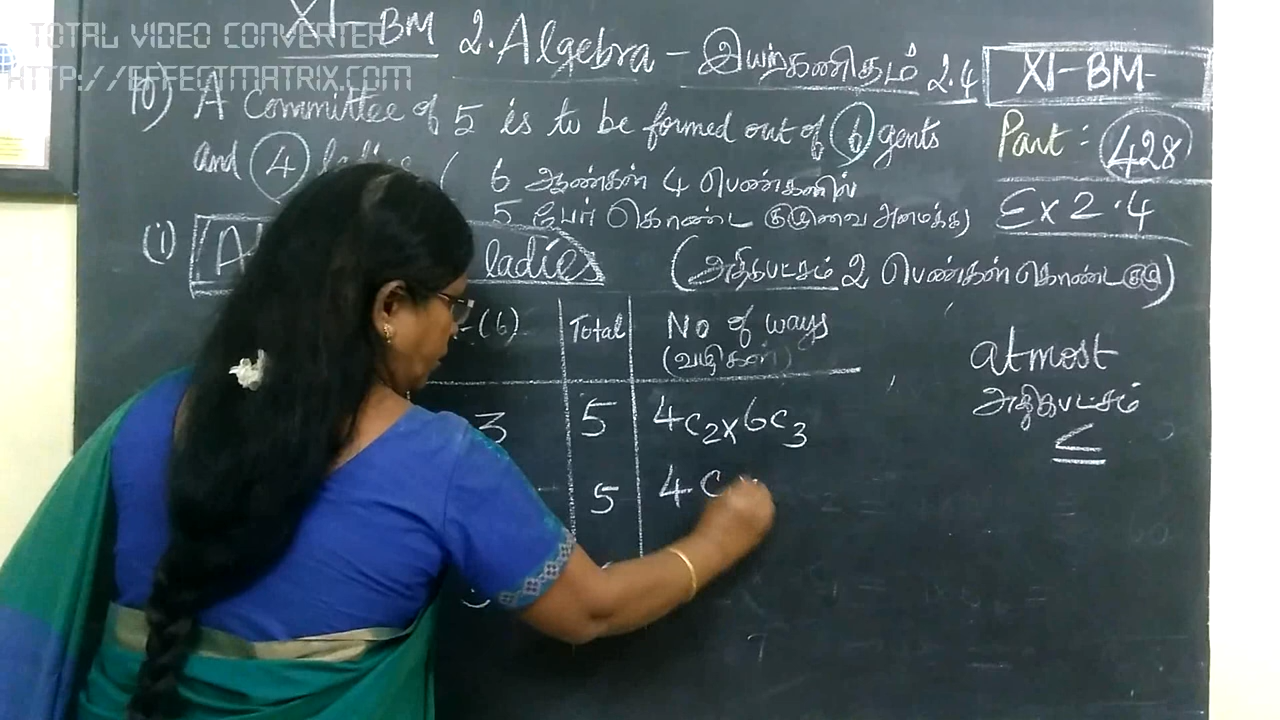 TOTAL VIDEO CONVERTER
HTTP://EFFECTMATRIX.COM
XI-BM 2. Algebra - இயற்கணிதம் 2.4
XI-BM-
Part: 428
Ex 2.4
10) A Committee of 5 is to be formed out of 6 gents
and 4 ladies ( 6 ஆண்கள் 4 பெண்களில்
5 பேர் கொண்ட குழுவை அமைக்க)
(i) ladies (அதிகபட்சம் 2 பெண்கள் கொண்ட குழு)
-(6) Total No of ways
(வழிகள்)
3 5 4c2x6c3
5 4 C
atmost
அதிகபட்சம்
≤